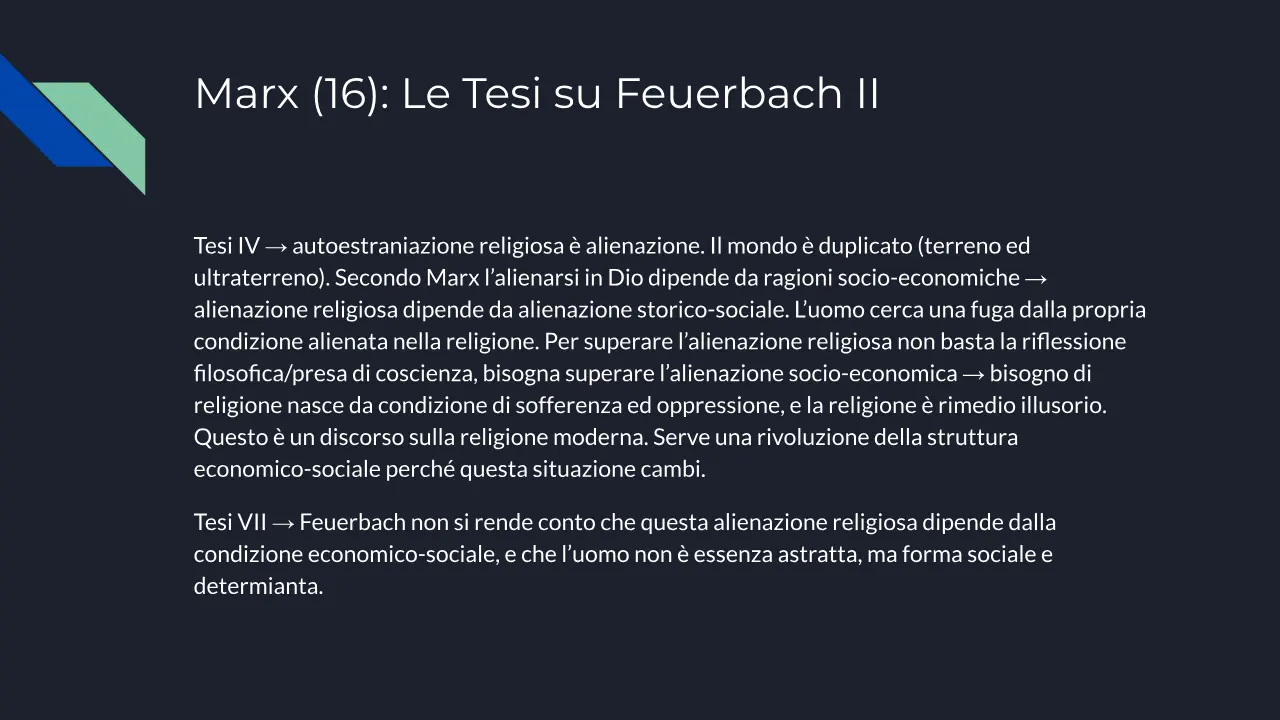 Marx (16): Le Tesi su Feuerbach II
Tesi IV → autoestraniazione religiosa è alienazione. Il mondo è duplicato (terreno ed
ultraterreno). Secondo Marx l’alienarsi in Dio dipende da ragioni socio-economiche →
alienazione religiosa dipende da alienazione storico-sociale. L’uomo cerca una fuga dalla propria
condizione alienata nella religione. Per superare l’alienazione religiosa non basta la riflessione
filosofica/presa di coscienza, bisogna superare l’alienazione socio-economica → bisogno di
religione nasce da condizione di sofferenza ed oppressione, e la religione è rimedio illusorio.
Questo è un discorso sulla religione moderna. Serve una rivoluzione della struttura
economico-sociale perché questa situazione cambi.
Tesi VII → Feuerbach non si rende conto che questa alienazione religiosa dipende dalla
condizione economico-sociale, e che l’uomo non è essenza astratta, ma forma sociale e
determianta.